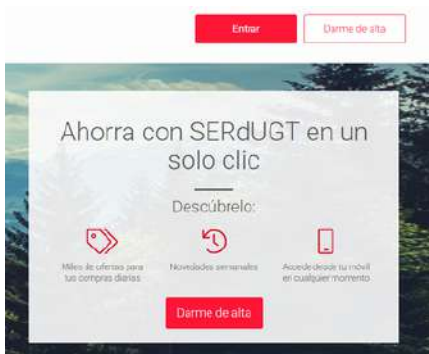 Entrar
Darme de alta
Ahorra con SERdUGT en un
solo clic
Descúbrelo:
Miles de ofertas para
tus compras diarias
Novedades semanales
Accede desde tu móvil
en cualquier momento
Darme de alta